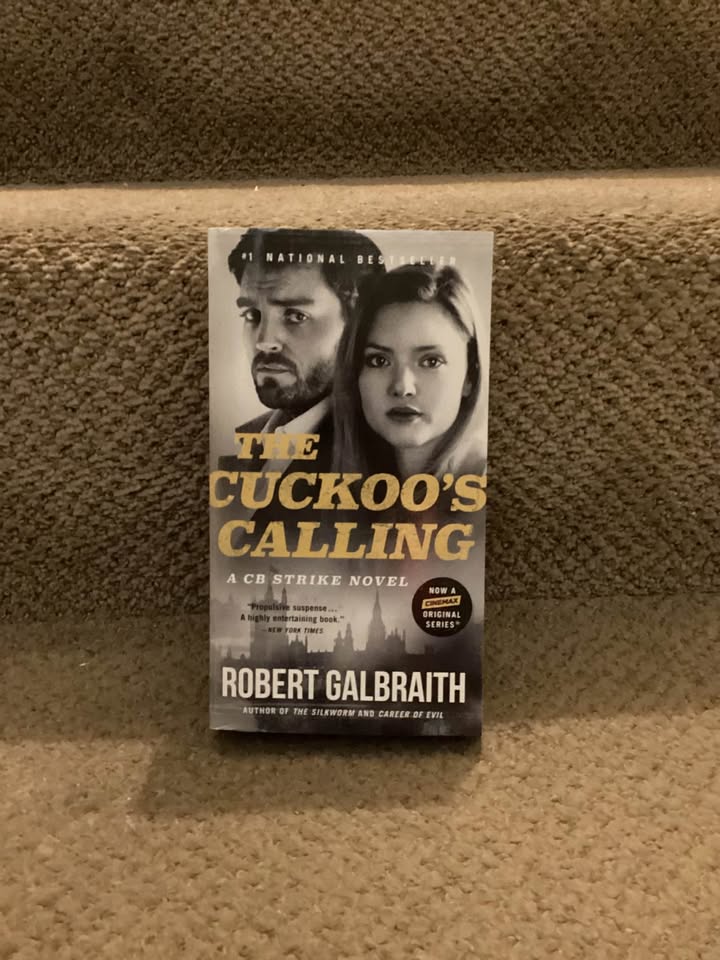 #1 NATIONAL BESTSELLER
THE
CUCKOO'S
CALLING
A CB STRIKE NOVEL
"Propulsive suspense...
A highly entertaining book."
—NEW YORK TIMES
NOW A
CINEMAX
ORIGINAL
SERIES™
ROBERT GALBRAITH
AUTHOR OF THE SILKWORM AND CAREER OF EVIL